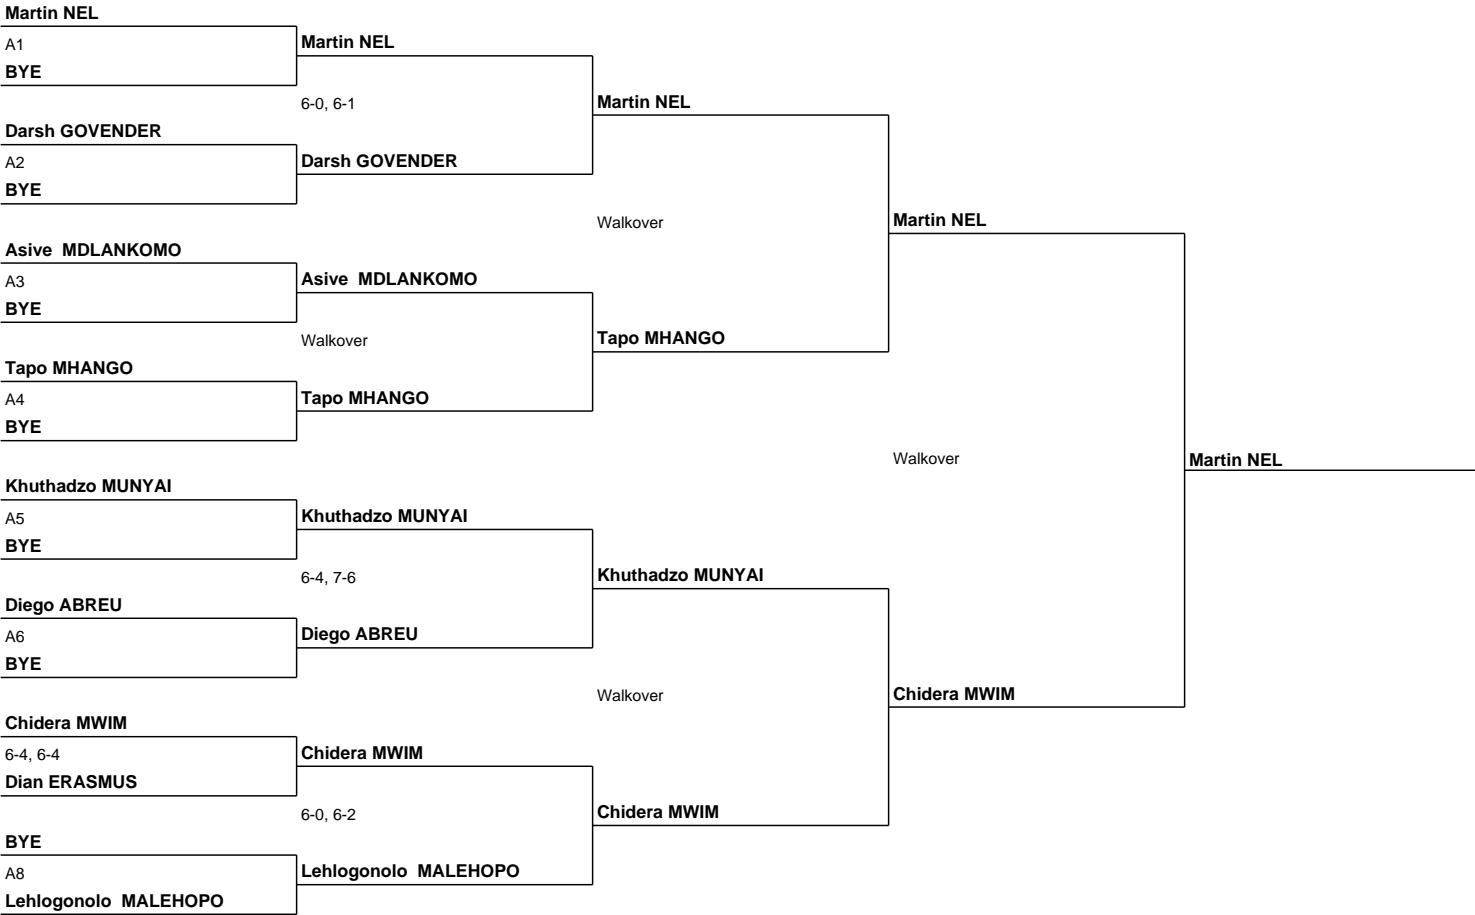 Martin NEL
A1
BYE
Darsh GOVENDER
A2
BYE
Asive  MDLANKOMO
A3
BYE
Tapo MHANGO
A4
BYE
Khuthadzo MUNYAI
A5
BYE
Diego ABREU
A6
BYE
Chidera MWIM
6-4, 6-4
Dian ERASMUS
BYE
A8
Lehlogonolo  MALEHOPO
Martin NEL
6-0, 6-1
Darsh GOVENDER
Asive  MDLANKOMO
Walkover
Tapo MHANGO
Khuthadzo MUNYAI
6-4, 7-6
Diego ABREU
Chidera MWIM
6-0, 6-2
Lehlogonolo  MALEHOPO
Martin NEL
Walkover
Tapo MHANGO
Khuthadzo MUNYAI
Walkover
Chidera MWIM
Martin NEL
Walkover
Chidera MWIM
Martin NEL